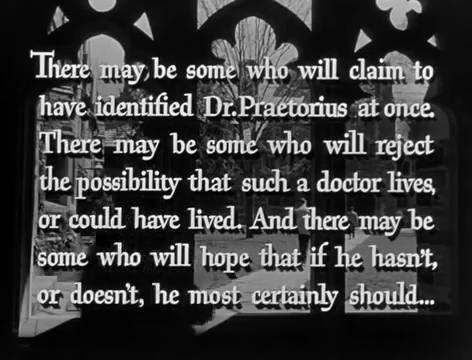 There may be some who will claim to
have identified Dr.Praetorius at once.
There may be some who will reject
the possibility that such a doctor lives,
or could have lived. And there may be
some who will hope that if he hasn't,
or doesn't, he most certainly should...